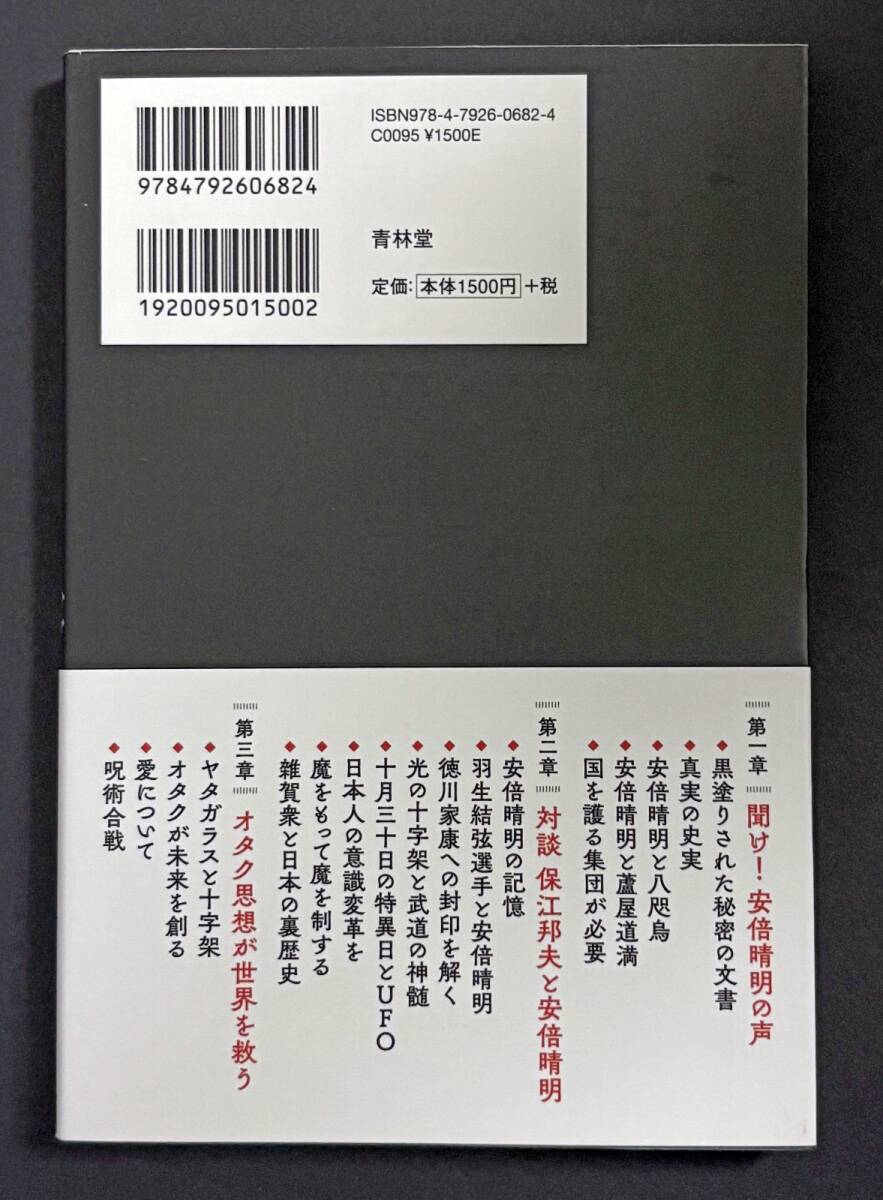 ISBN978-4-7926-0682-4
C0095 ¥1500E
9784792606824
青林堂
1920095015002
定価: 本体1500円 +税
第一章 聞け！安倍晴明の声
◆黒塗りされた秘密の文書
◆真実の史実
◆安倍晴明と八咫烏
◆安倍晴明と蘆屋道満
◆国を護る集団が必要
第二章 対談 保江邦夫と安倍晴明
◆安倍晴明の記憶
◆羽生結弦選手と安倍晴明
◆徳川家康への封印を解く
◆光の十字架と武道の神髄
◆十月三十日の特異日とUFO
◆日本人の意識変革を
◆魔をもって魔を制する
◆雑賀衆と日本の裏歴史
第三章 オタク思想が世界を救う
◆ヤタガラスと十字架
◆オタクが未来を創る
◆愛について
◆呪術合戦